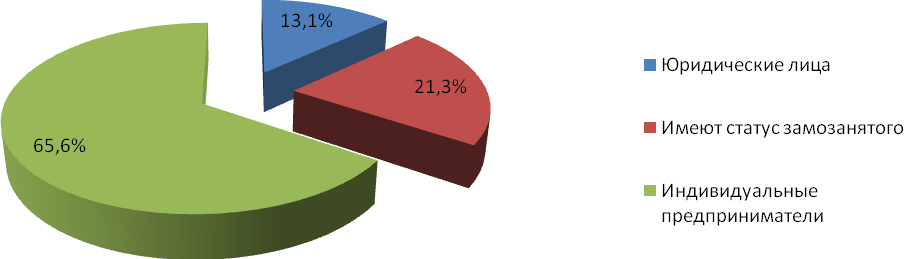 13,1%
21,3%
65,6%
Юридические лица
Имеют статус замозанятого
Индивидуальные
предприниматели